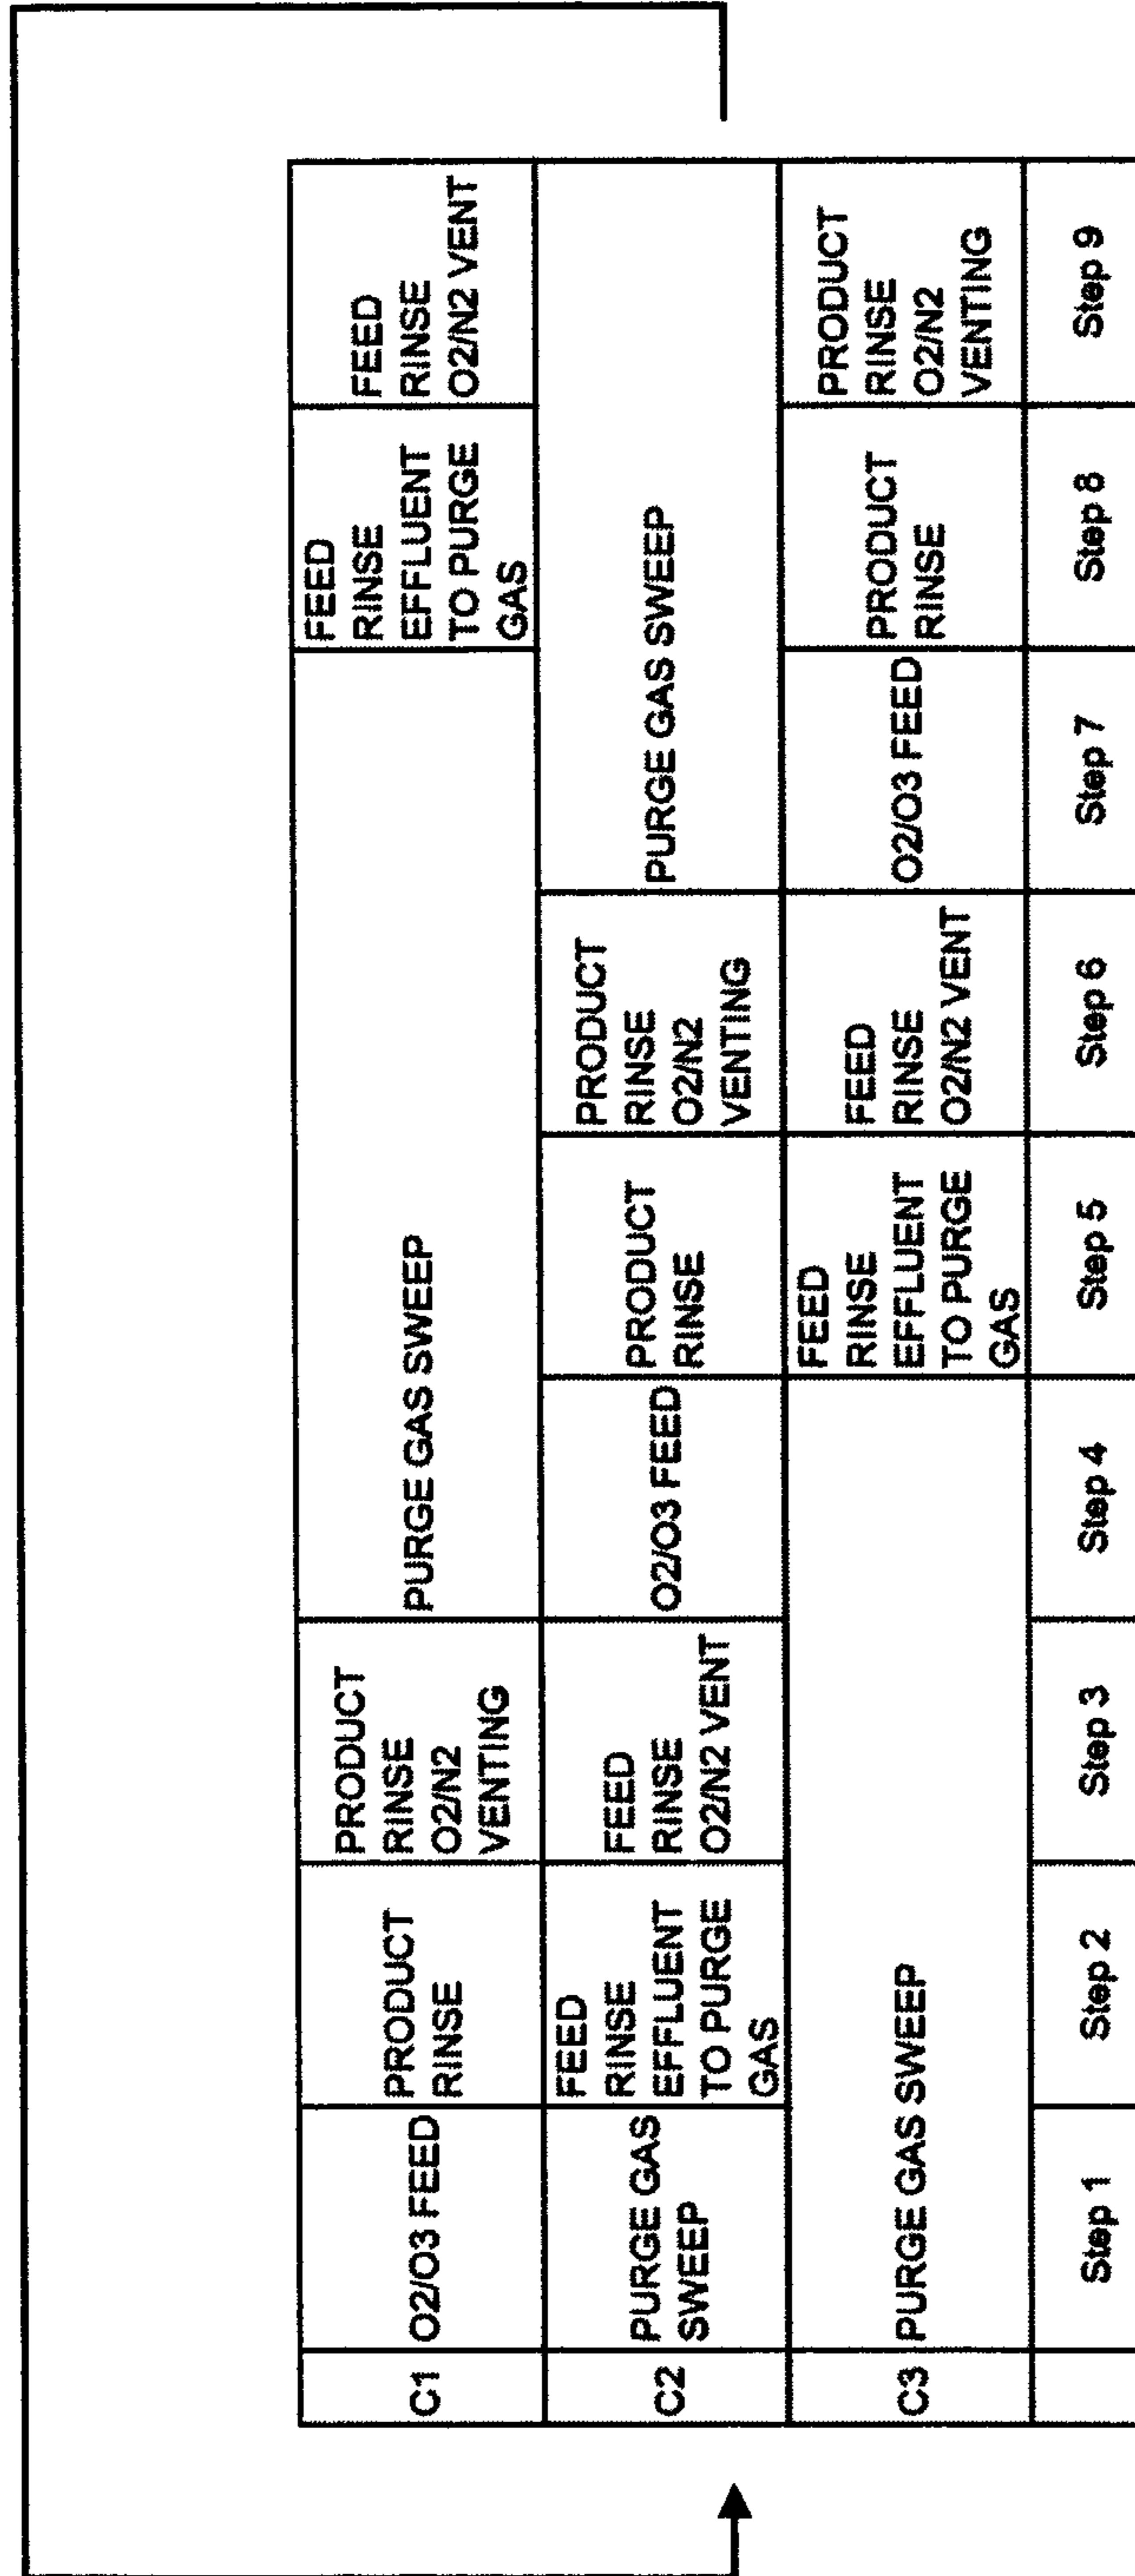 C1
O2/O3 FEED
PRODUCT
RINSE
PRODUCT
RINSE
O2/N2
VENTING
PURGE GAS SWEEP
FEED
RINSE
EFFLUENT
TO PURGE
GAS
FEED
RINSE
O2/N2 VENT
C2
PURGE GAS
SWEEP
FEED
RINSE
EFFLUENT
TO PURGE
GAS
FEED
RINSE
O2/N2 VENT
O2/O3 FEED
PRODUCT
RINSE
PRODUCT
RINSE
O2/N2
VENTING
PURGE GAS SWEEP
C3
PURGE GAS SWEEP
FEED
RINSE
EFFLUENT
TO PURGE
GAS
FEED
RINSE
O2/N2 VENT
O2/O3 FEED
PRODUCT
RINSE
PRODUCT
RINSE
O2/N2
VENTING
Step 1
Step 2
Step 3
Step 4
Step 5
Step 6
Step 7
Step 8
Step 9